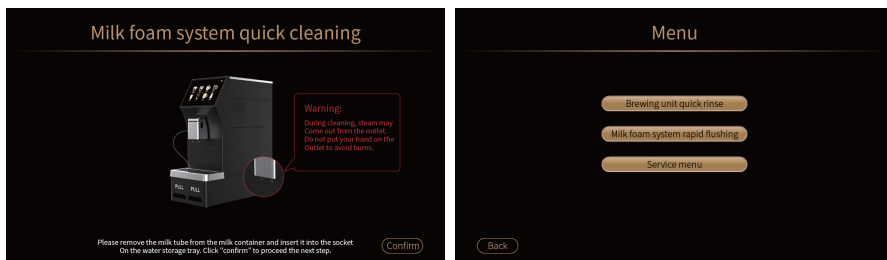 Milk foam system quick cleaning
Warning:
During cleaning, steam may
Come out from the outlet.
Do not put your hand on the
Outlet to avoid burns.
PULL PULL
Please remove the milk tube from the milk container and insert it into the socket
On the water storage tray. Click "confirm" to proceed the next step.
Confirm
Menu
Brewing unit quick rinse
Milk foam system rapid flushing
Service menu
Back